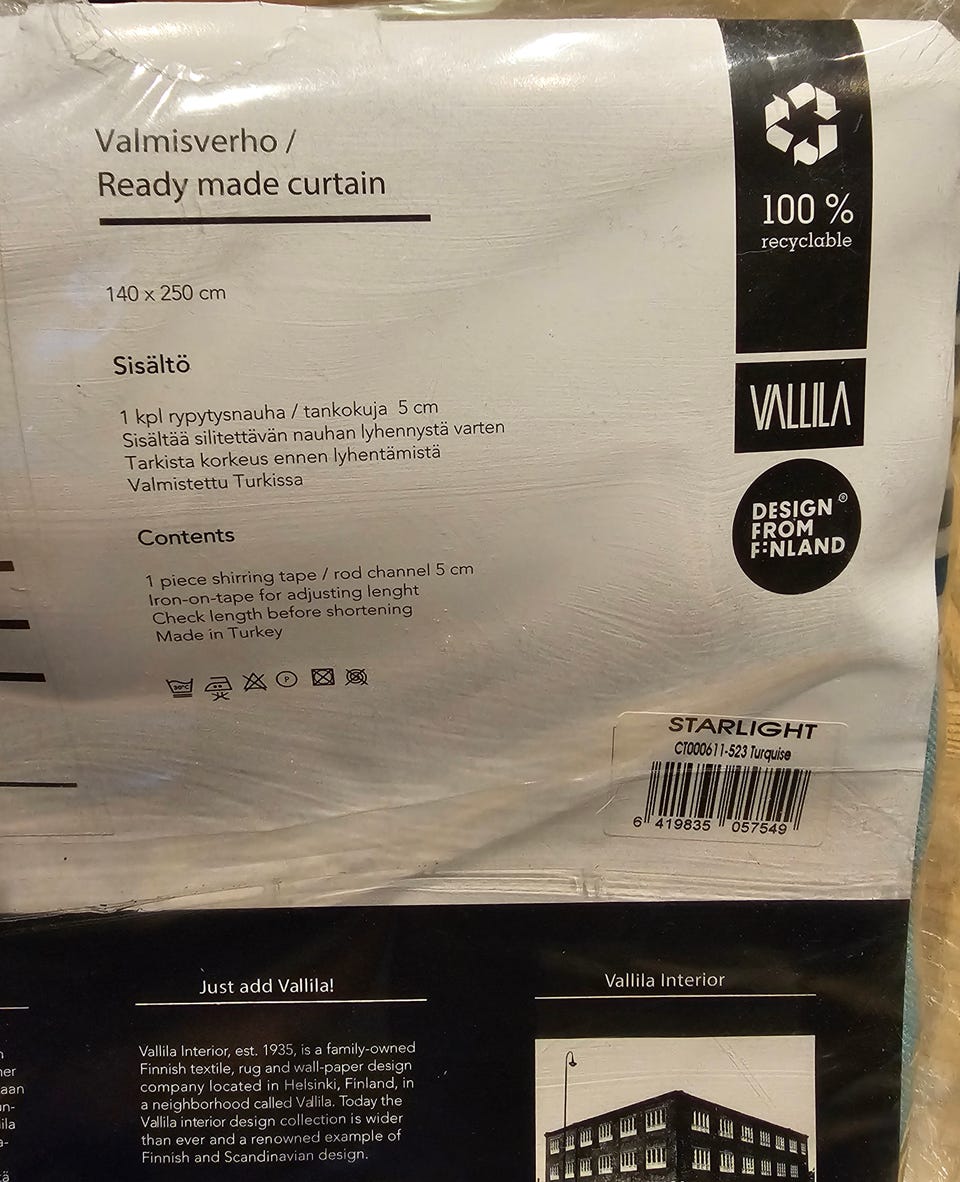 Valmisverho /
Ready made curtain
140 x 250 cm
Sisältö
1 kpl rypytysnauha / tankokuja 5 cm
Sisältää silitettävän nauhan lyhennystä varten
Tarkista korkeus ennen lyhentämistä
Valmistettu Turkissa
Contents
1 piece shirring tape / rod channel 5 cm
Iron-on-tape for adjusting lenght
Check length before shortening
Made in Turkey
30°C
P
100 %
recyclable
VALLILA
DESIGN ®
FROM
FINLAND
STARLIGHT
CT000611-523 Turquise
6 419835 057549
Just add Vallila!
Vallila Interior, est. 1935, is a family-owned
Finnish textile, rug and wall-paper design
company located in Helsinki, Finland, in
a neighborhood called Vallila. Today the
Vallila interior design collection is wider
than ever and a renowned example of
Finnish and Scandinavian design.
Vallila Interior